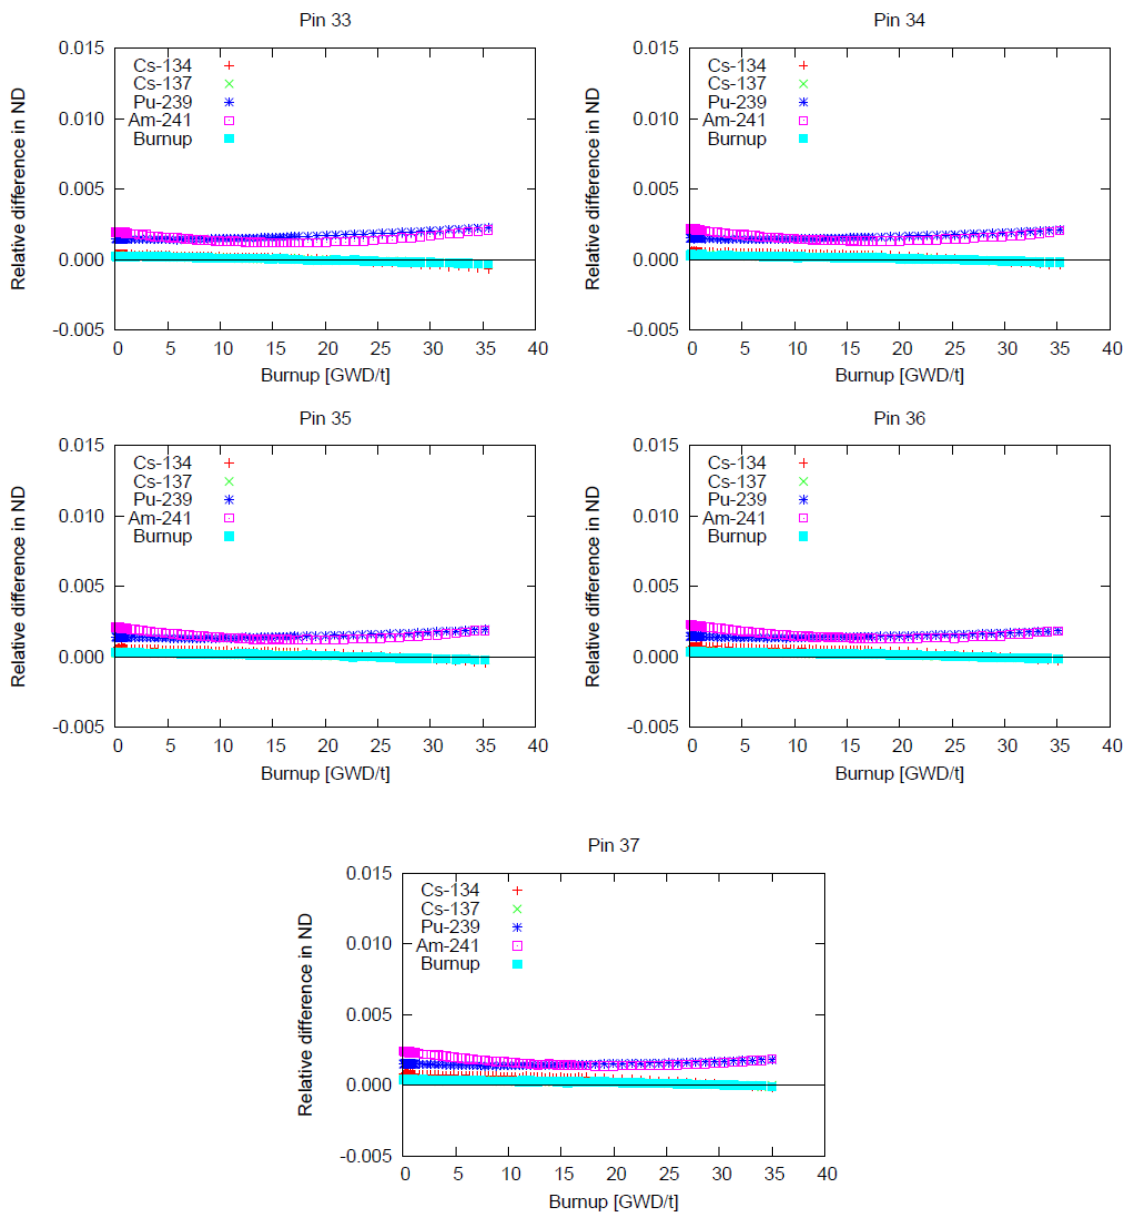 Pin 33
0.015
0.010
0.005
0.000
-0.005
Relative difference in ND
Cs-134
Cs-137
Pu-239
Am-241
Burnup
0 5 10 15 20 25 30 35 40
Burnup [GWD/t]
Pin 34
0.015
0.010
0.005
0.000
-0.005
Relative difference in ND
Cs-134
Cs-137
Pu-239
Am-241
Burnup
0 5 10 15 20 25 30 35 40
Burnup [GWD/t]
Pin 35
0.015
0.010
0.005
0.000
-0.005
Relative difference in ND
Cs-134
Cs-137
Pu-239
Am-241
Burnup
0 5 10 15 20 25 30 35 40
Burnup [GWD/t]
Pin 36
0.015
0.010
0.005
0.000
-0.005
Relative difference in ND
Cs-134
Cs-137
Pu-239
Am-241
Burnup
0 5 10 15 20 25 30 35 40
Burnup [GWD/t]
Pin 37
0.015
0.010
0.005
0.000
-0.005
Relative difference in ND
Cs-134
Cs-137
Pu-239
Am-241
Burnup
0 5 10 15 20 25 30 35 40
Burnup [GWD/t]